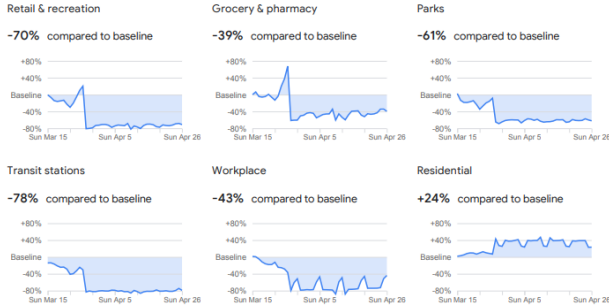 Retail & recreation
-70% compared to baseline
+80%
+40%
Baseline
-40%
-80%
Sun Mar 15 Sun Apr 5 Sun Apr 26
Grocery & pharmacy
-39% compared to baseline
+80%
+40%
Baseline
-40%
-80%
Sun Mar 15 Sun Apr 5 Sun Apr 26
Parks
-61% compared to baseline
+80%
+40%
Baseline
-40%
-80%
Sun Mar 15 Sun Apr 5 Sun Apr 26
Transit stations
-78% compared to baseline
+80%
+40%
Baseline
-40%
-80%
Sun Mar 15 Sun Apr 5 Sun Apr 26
Workplace
-43% compared to baseline
+80%
+40%
Baseline
-40%
-80%
Sun Mar 15 Sun Apr 5 Sun Apr 26
Residential
+24% compared to baseline
+80%
+40%
Baseline
-40%
-80%
Sun Mar 15 Sun Apr 5 Sun Apr 26